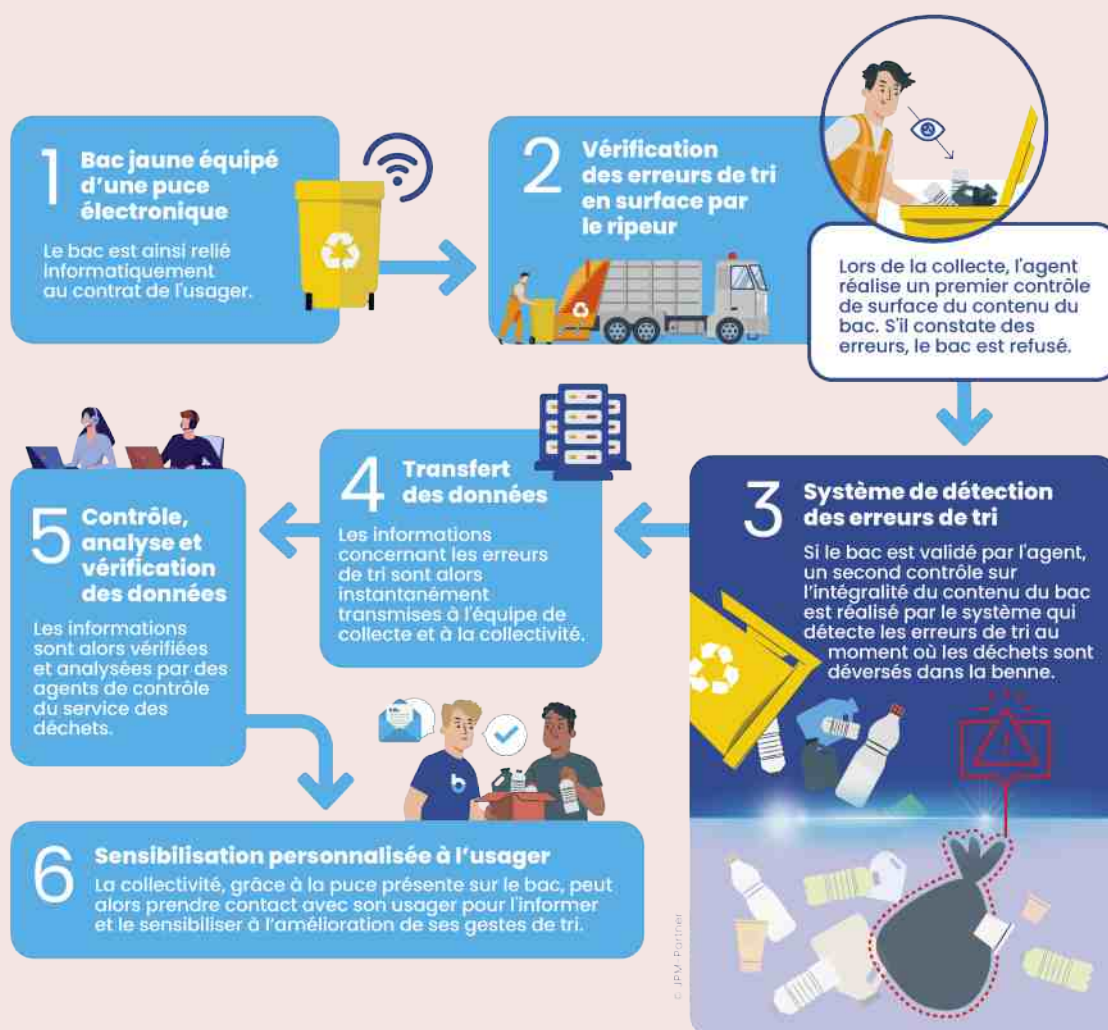 1
Bac jaune équipé
d'une puce
électronique
Le bac est ainsi relié
informatiquement
au contrat de l'usager.
2
Vérification
des erreurs de tri
en surface par
le ripeur
Lors de la collecte, l'agent
réalise un premier contrôle
de surface du contenu du
bac. S'il constate des
erreurs, le bac est refusé.
3
Système de détection
des erreurs de tri
Si le bac est validé par l'agent,
un second contrôle sur
l'intégralité du contenu du bac
est réalisé par le système qui
détecte les erreurs de tri au
moment où les déchets sont
déversés dans la benne.
4
Transfert
des données
Les informations
concernant les erreurs
de tri sont alors
instantanément
transmises à l'équipe de
collecte et à la collectivité.
5
Contrôle,
analyse et
vérification
des données
Les informations
sont alors vérifiées
et analysées par des
agents de contrôle
du service des
déchets.
6
Sensibilisation personnalisée à l'usager
La collectivité, grâce à la puce présente sur le bac, peut
alors prendre contact avec son usager pour l'informer
et le sensibiliser à l'amélioration de ses gestes de tri.
© JPM-Partner